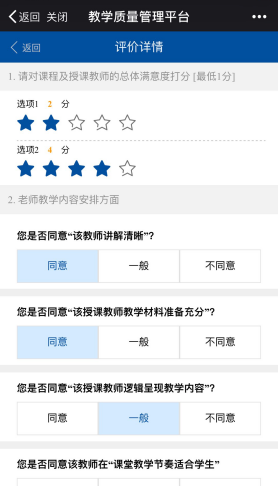 返回 关闭 教学质量管理平台
返回 评价详情
1. 请对课程及授课教师的总体满意度打分 [最低1分]
选项1 2 分
选项2 4 分
2. 老师教学内容安排方面
您是否同意“该教师讲解清晰”?
同意 一般 不同意
您是否同意“该授课教师教学材料准备充分”?
同意 一般 不同意
您是否同意“该授课教师逻辑呈现教学内容”?
同意 一般 不同意
您是否同意该教师在“课堂教学节奏适合学生”